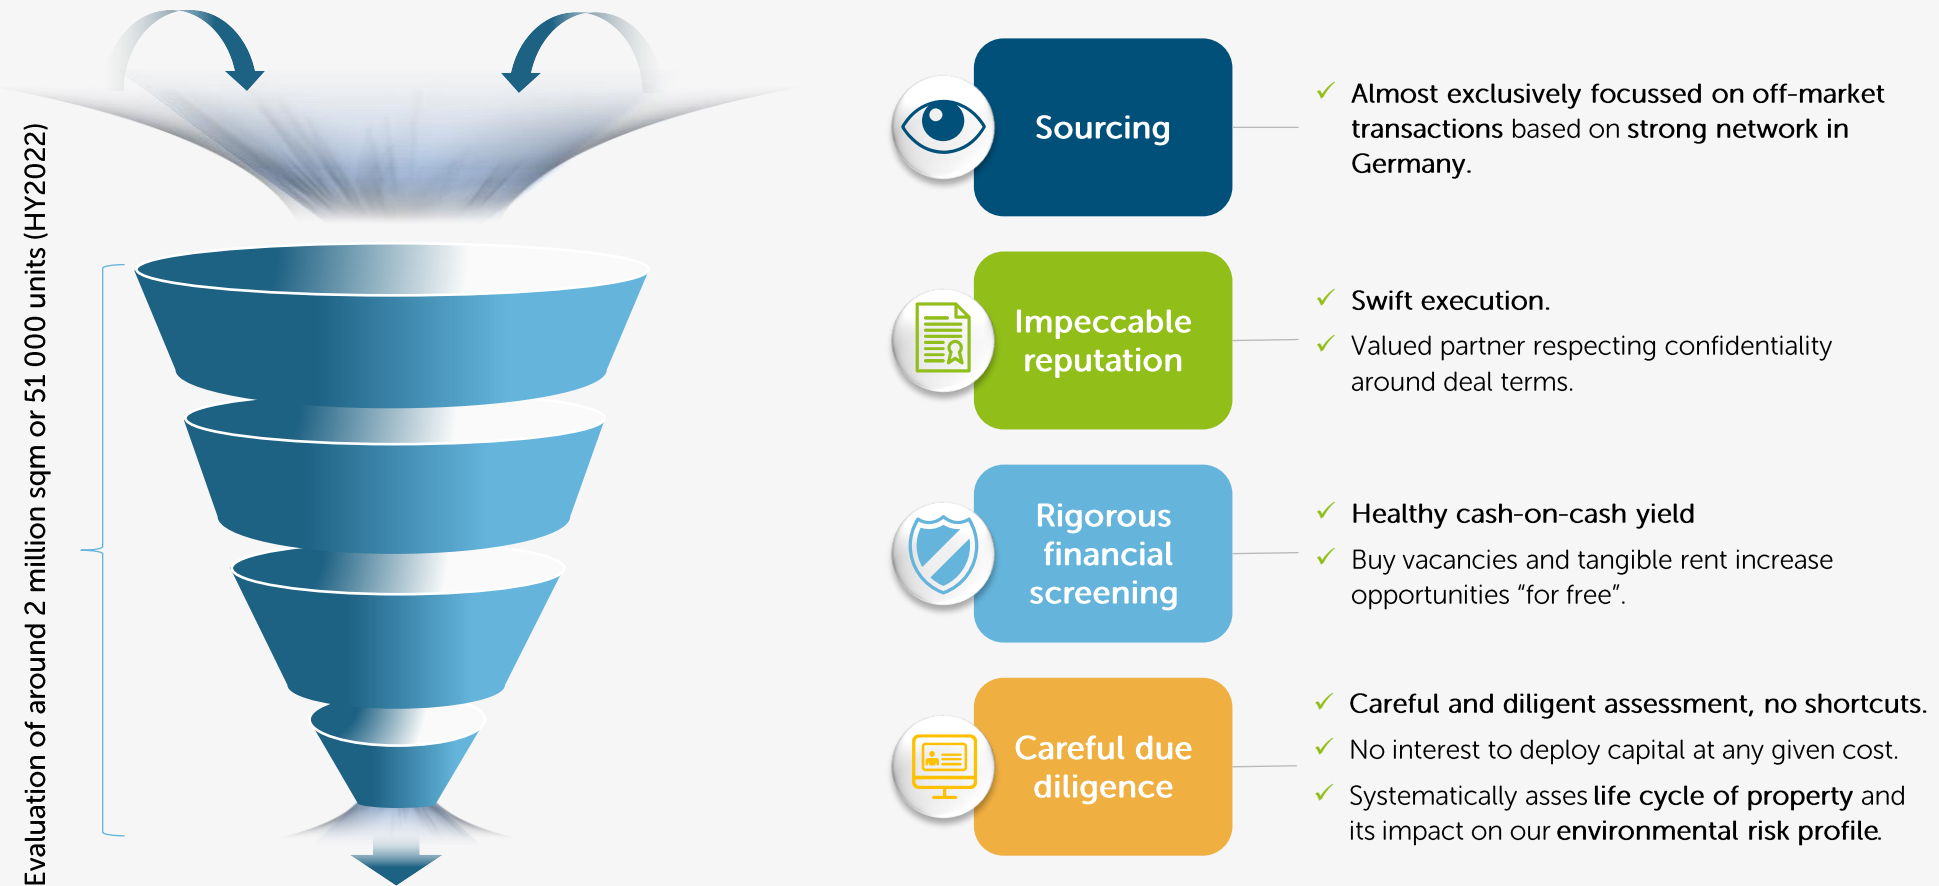 Evaluation of around 2 million sqm or 51 000 units (HY2022)
Sourcing
Almost exclusively focussed on off-market
transactions based on strong network in
Germany.
Impeccable
reputation
Swift execution.
Valued partner respecting confidentiality
around deal terms.
Rigorous
financial
screening
Healthy cash-on-cash yield
Buy vacancies and tangible rent increase
opportunities “for free”.
Careful due
diligence
Careful and diligent assessment, no shortcuts.
No interest to deploy capital at any given cost.
Systematically asses life cycle of property and
its impact on our environmental risk profile.